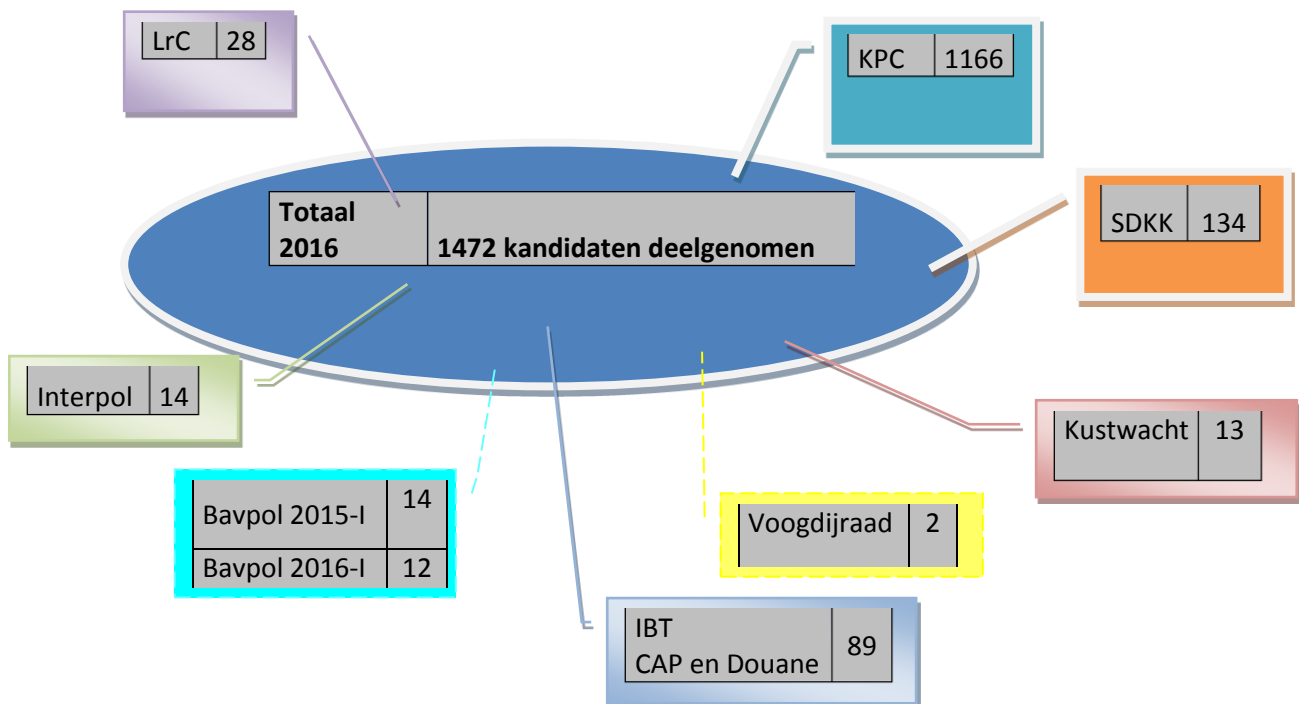 LrC 28
KPC 1166
Totaal
2016 1472 kandidaten deelgenomen
SDKK 134
Interpol 14
Kustwacht 13
Bavpol 2015-I 14
Bavpol 2016-I 12
Voogdijraad 2
IBT
CAP en Douane 89